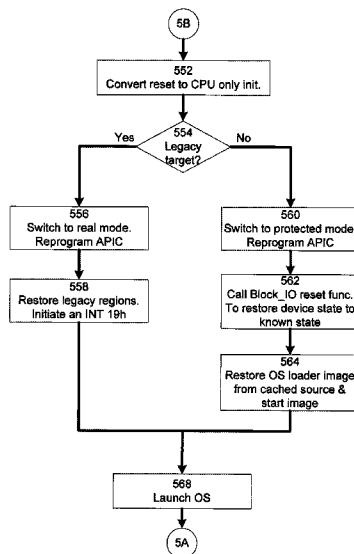 5B
552
Convert reset to CPU only init.
554
Legacy
target?
Yes
No
556
Switch to real mode.
Reprogram APIC
560
Switch to protected mode
Reprogram APIC
558
Restore legacy regions.
Initiate an INT 19h
562
Call Block_IO reset func.
To restore device state to
known state
564
Restore OS loader image
from cached source &
start image
568
Launch OS
5A